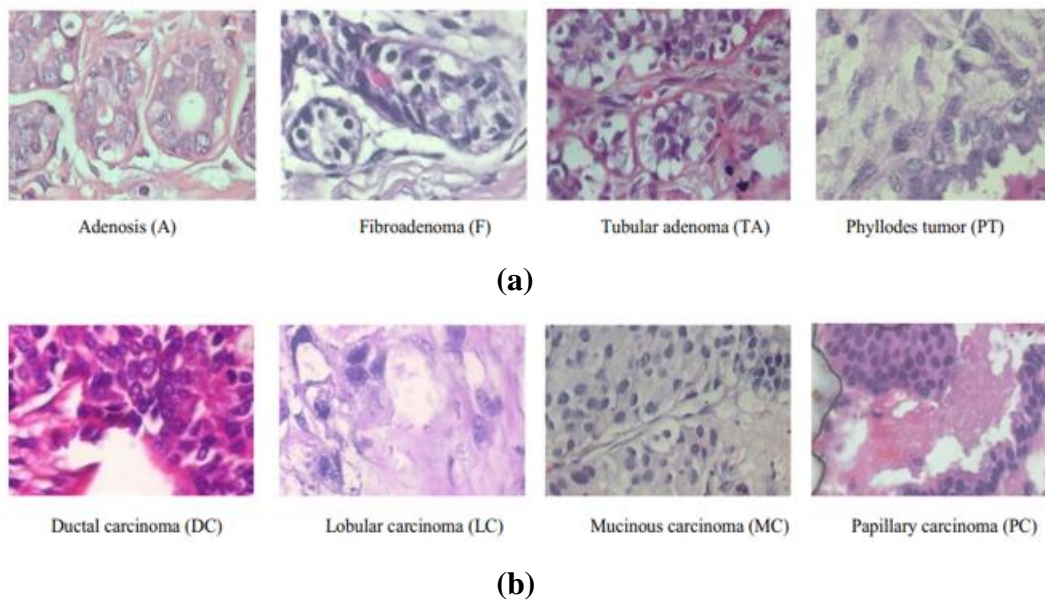 Adenosis (A) Fibroadenoma (F) Tubular adenoma (TA) Phyllodes tumor (PT)
(a)
Ductal carcinoma (DC) Lobular carcinoma (LC) Mucinous carcinoma (MC) Papillary carcinoma (PC)
(b)